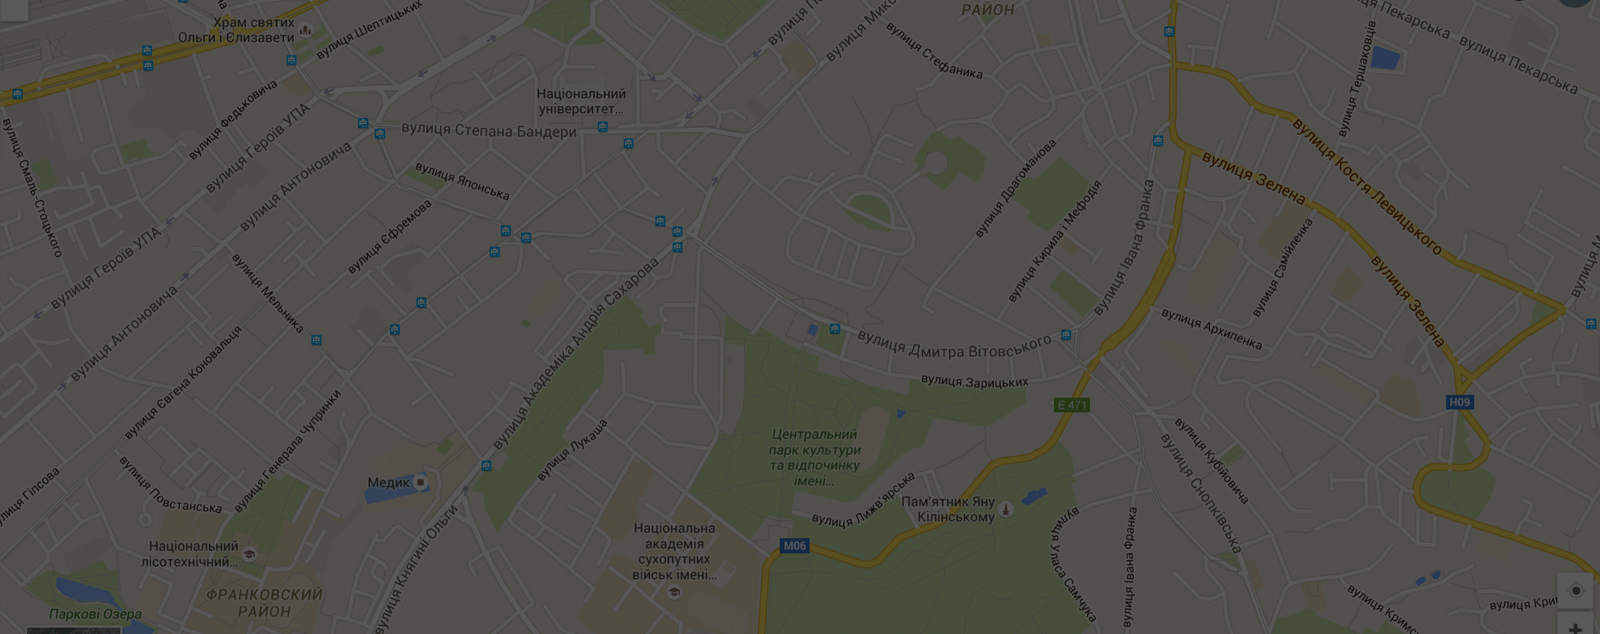 Храм святих
Ольги і Єлизавети
вулиця Шептицьких
РАЙОН
вулиця Стефаника
вулиця Пекарська
вулиця Пекарська
вулиця Тершаковців
вулиця Федьковича
вулиця Героїв УПА
Національний
університет...
вулиця Степана Бандери
вулиця Смаль-Стоцького
вулиця Антоновича
вулиця Японська
вулиця Єфремова
вулиця Драгоманова
вулиця Кирила і Мефодія
вулиця Івана Франка
вулиця Зелена
вулиця Костя Левицького
вулиця Самійленка
вулиця Зелена
вулиця Героїв УПА
вулиця Антоновича
вулиця Мельника
вулиця Академіка Андрія Сахарова
вулиця Дмитра Вітовського
вулиця Архипенка
вулиця Зарицьких
вулиця Євгена Коновальця
вулиця Генерала Чупринки
E 471
H09
вулиця Лукаша
Центральний
парк культури
та відпочинку
імені...
вулиця Кубійовича
вулиця Снопківська
вулиця Гіпсова
вулиця Повстанська
Медик
вулиця Лижв'ярська
Пам'ятник Яну
Кілінському
вулиця Княгині Ольги
Національна
академія
сухопутних
військ імені...
M06
вулиця Уласа Самчука
вулиця Івана Франка
Національний
лісотехнічний...
ФРАНКОВСКИЙ
РАЙОН
Паркові Озера